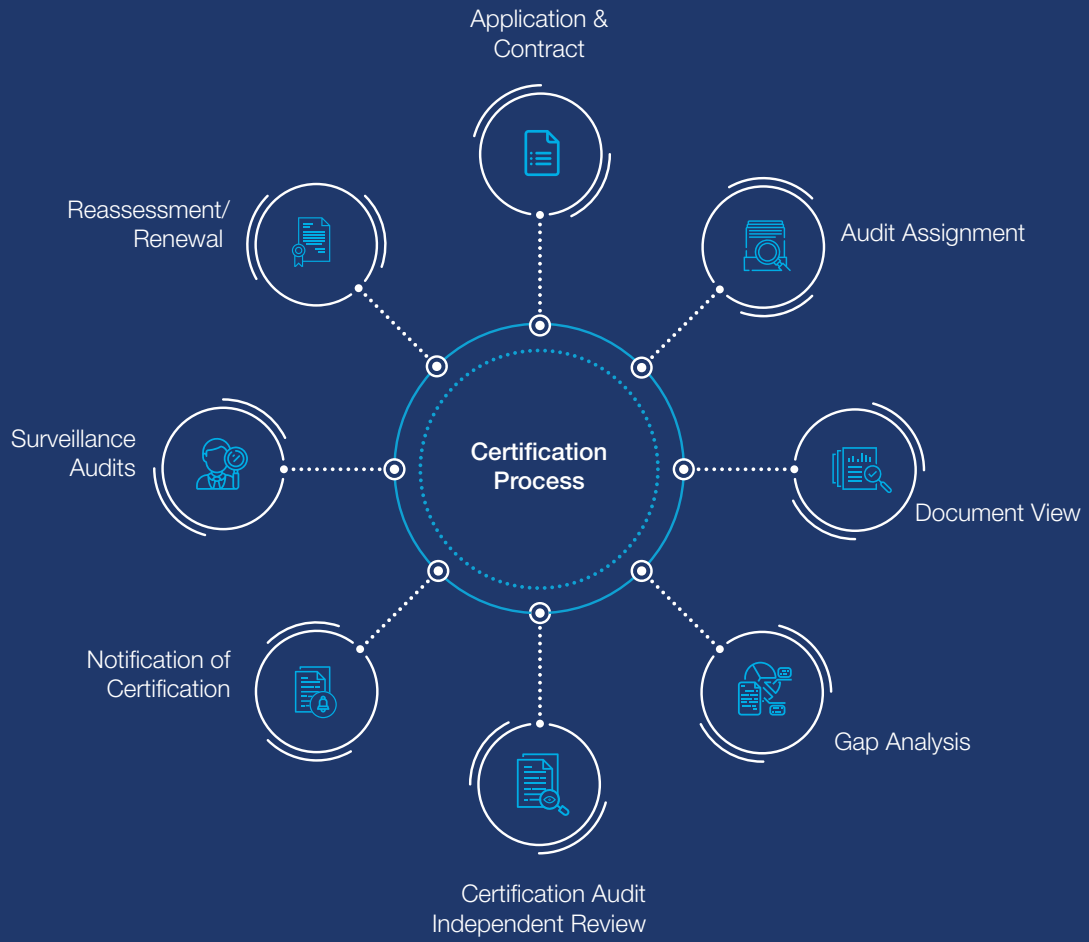 Application &
Contract
Audit Assignment
Document View
Gap Analysis
Certification Audit
Independent Review
Notification of
Certification
Surveillance
Audits
Reassessment/
Renewal
Certification
Process